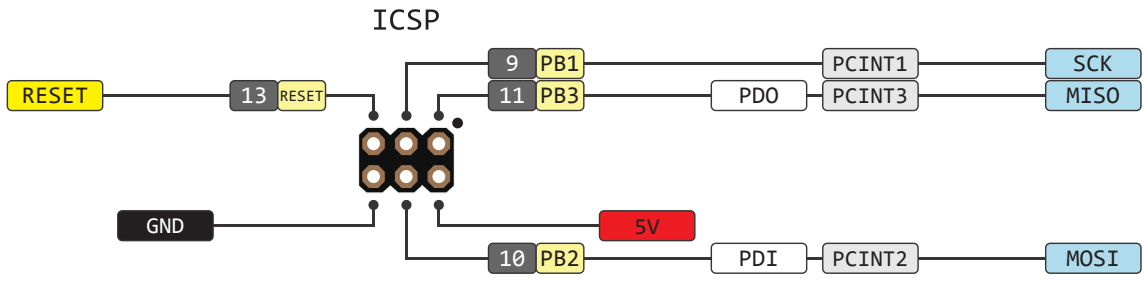 ICSP
9 PB1 PCINT1 SCK
RESET 13 RESET 11 PB3 PDO PCINT3 MISO
GND 5V
10 PB2 PDI PCINT2 MOSI